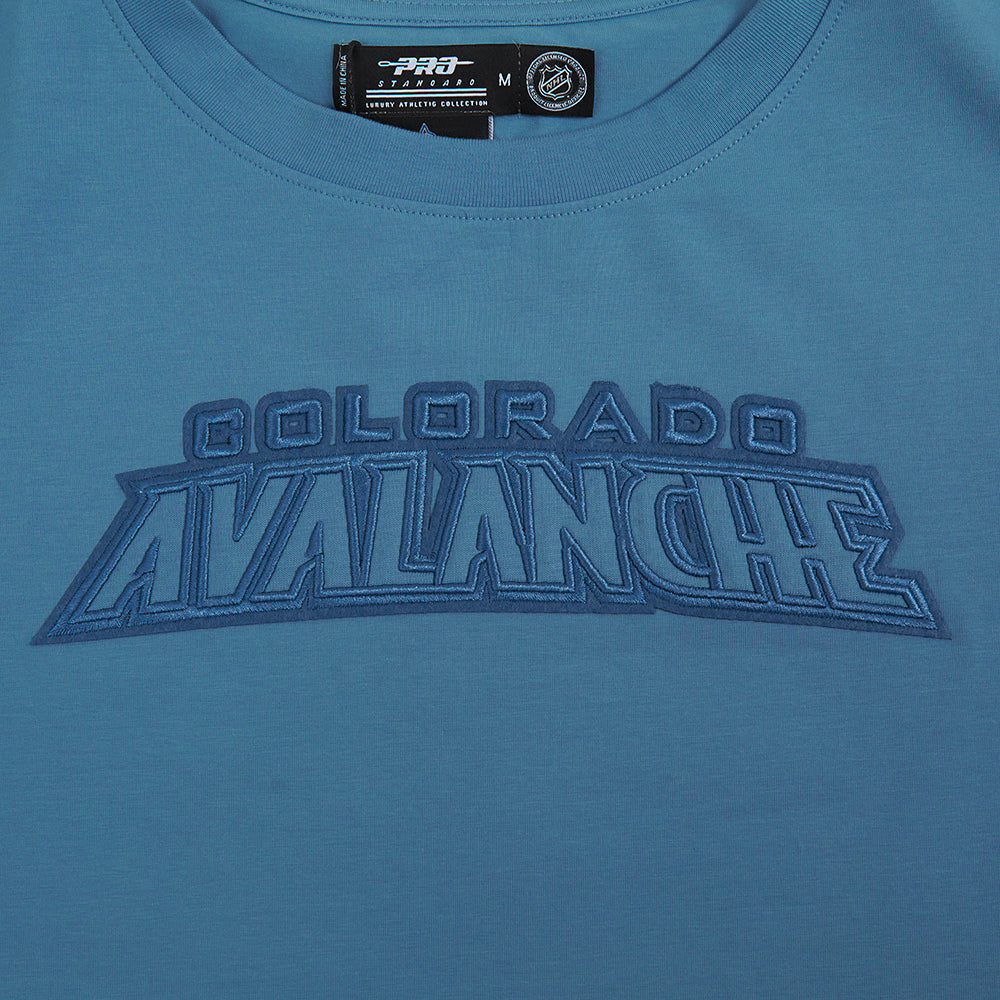 MADE IN CHINA
PRO
STANDARD
LUXURY ATHLETIC COLLECTION
M
NHL
COLORADO
AVALANCHE